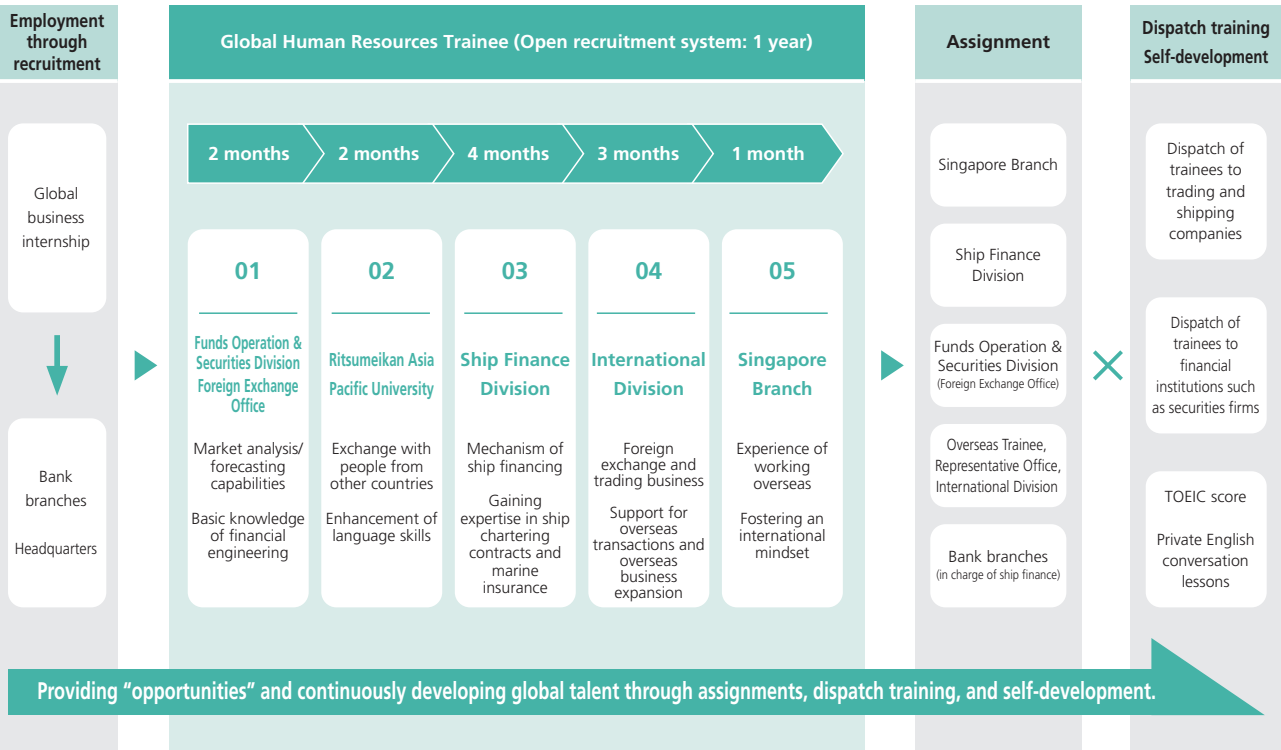 Employment
through
recruitment
Global
business
internship
Bank
branches
Headquarters
Global Human Resources Trainee (Open recruitment system: 1 year)
2 months
2 months
4 months
3 months
1 month
01
Funds Operation &
Securities Division
Foreign Exchange
Office
Market analysis/
forecasting
capabilities
Basic knowledge
of financial
engineering
02
Ritsumeikan Asia
Pacific University
Exchange with
people from
other countries
Enhancement of
language skills
03
Ship Finance
Division
Mechanism of
ship financing
Gaining
expertise in ship
chartering
contracts and
marine
insurance
04
International
Division
Foreign
exchange and
trading business
Support for
overseas
transactions and
overseas
business
expansion
05
Singapore
Branch
Experience of
working
overseas
Fostering an
international
mindset
Assignment
Singapore Branch
Ship Finance
Division
Funds Operation &
Securities Division
(Foreign Exchange Office)
Overseas Trainee,
Representative Office,
International Division
Bank branches
(in charge of ship finance)
Dispatch training
Self-development
Dispatch of
trainees to
trading and
shipping
companies
Dispatch of
trainees to
financial
institutions such
as securities firms
TOEIC score
Private English
conversation
lessons
Providing “opportunities” and continuously developing global talent through assignments, dispatch training, and self-development.